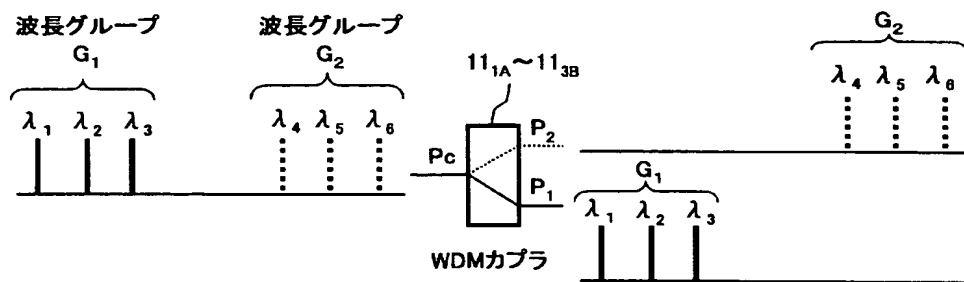 波長グループ
G₁
λ₁ λ₂ λ₃
波長グループ
G₂
λ₄ λ₅ λ₆
11₁A～11₃B
Pc
P₂
P₁
WDMカプラ
G₂
λ₄ λ₅ λ₆
G₁
λ₁ λ₂ λ₃